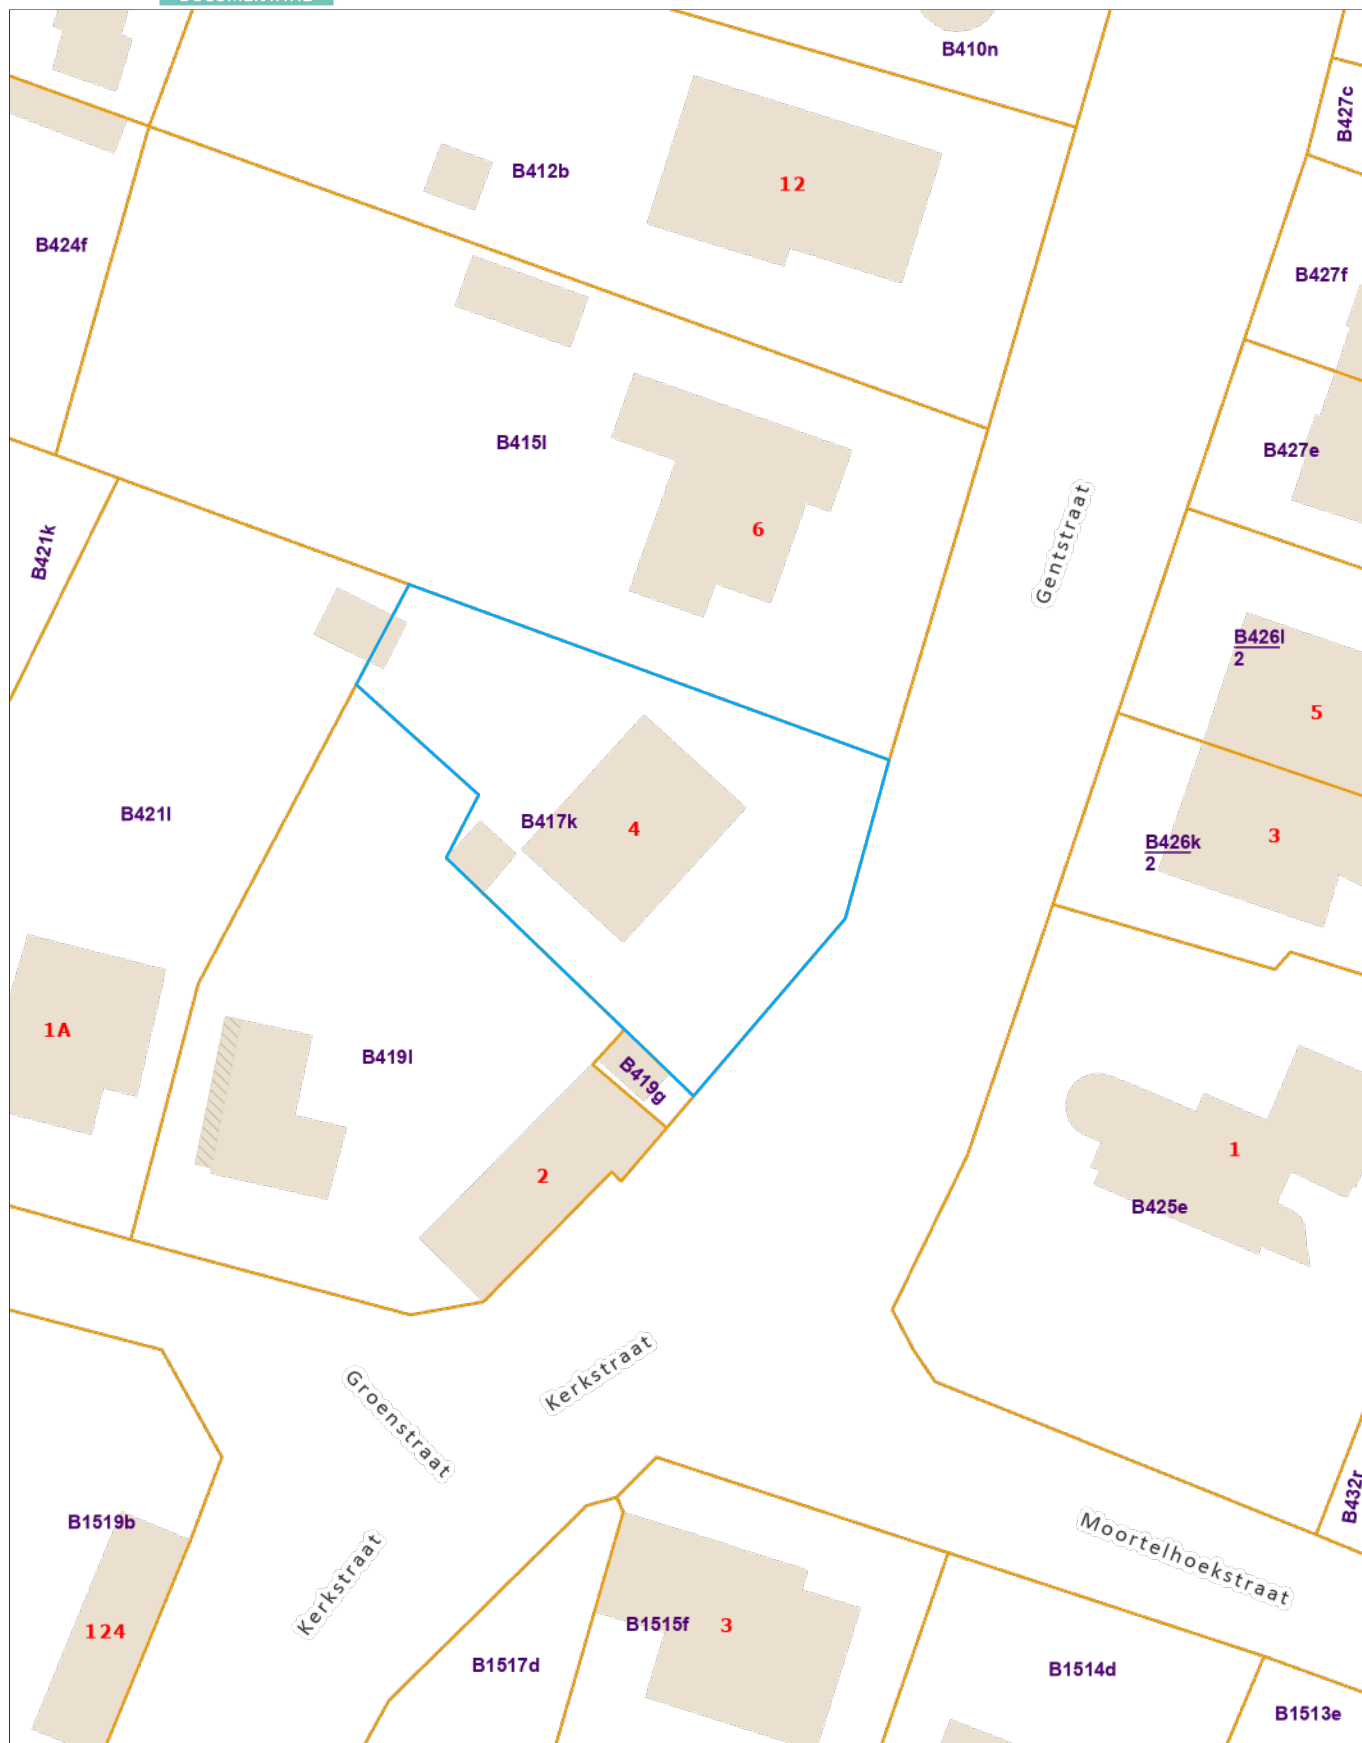 B410n
B427c
B412b
12
B424f
B427f
B415l
B427e
6
Gentstraat
B421k
B426l
2
5
B421l
B417k
4
B426k
2
3
1A
B419l
B419g
2
1
B425e
Kerkstraat
Groenstraat
B432r
B1519b
Moortelhoekstraat
Kerkstraat
124
B1515f
3
B1517d
B1514d
B1513e